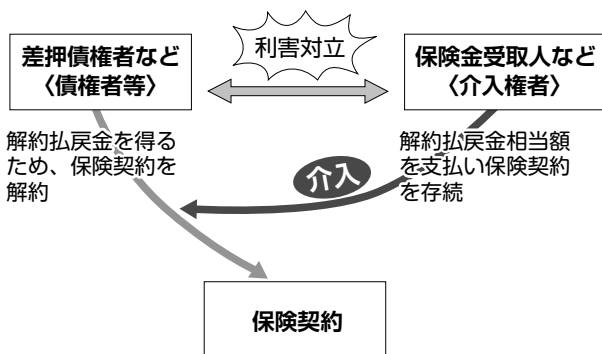 差押債権者など
〈債権者等〉
利害対立
保険金受取人など
〈介入権者〉
解約払戻金を得る
ため、保険契約を
解約
解約払戻金相当額
を支払い保険契約
を存続
介入
保険契約